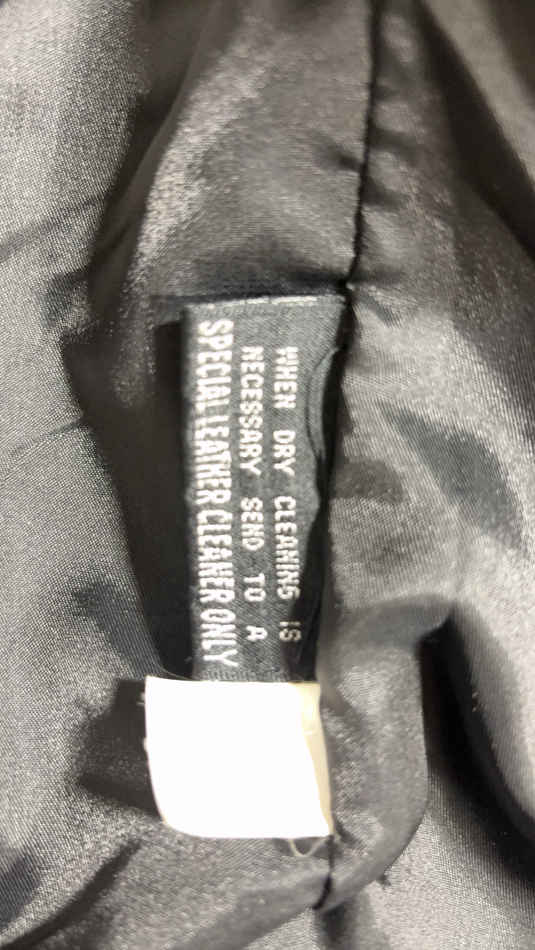 WHEN DRY CLEANING IS
NECESSARY SEND TO A
SPECIAL LEATHER CLEANER ONLY